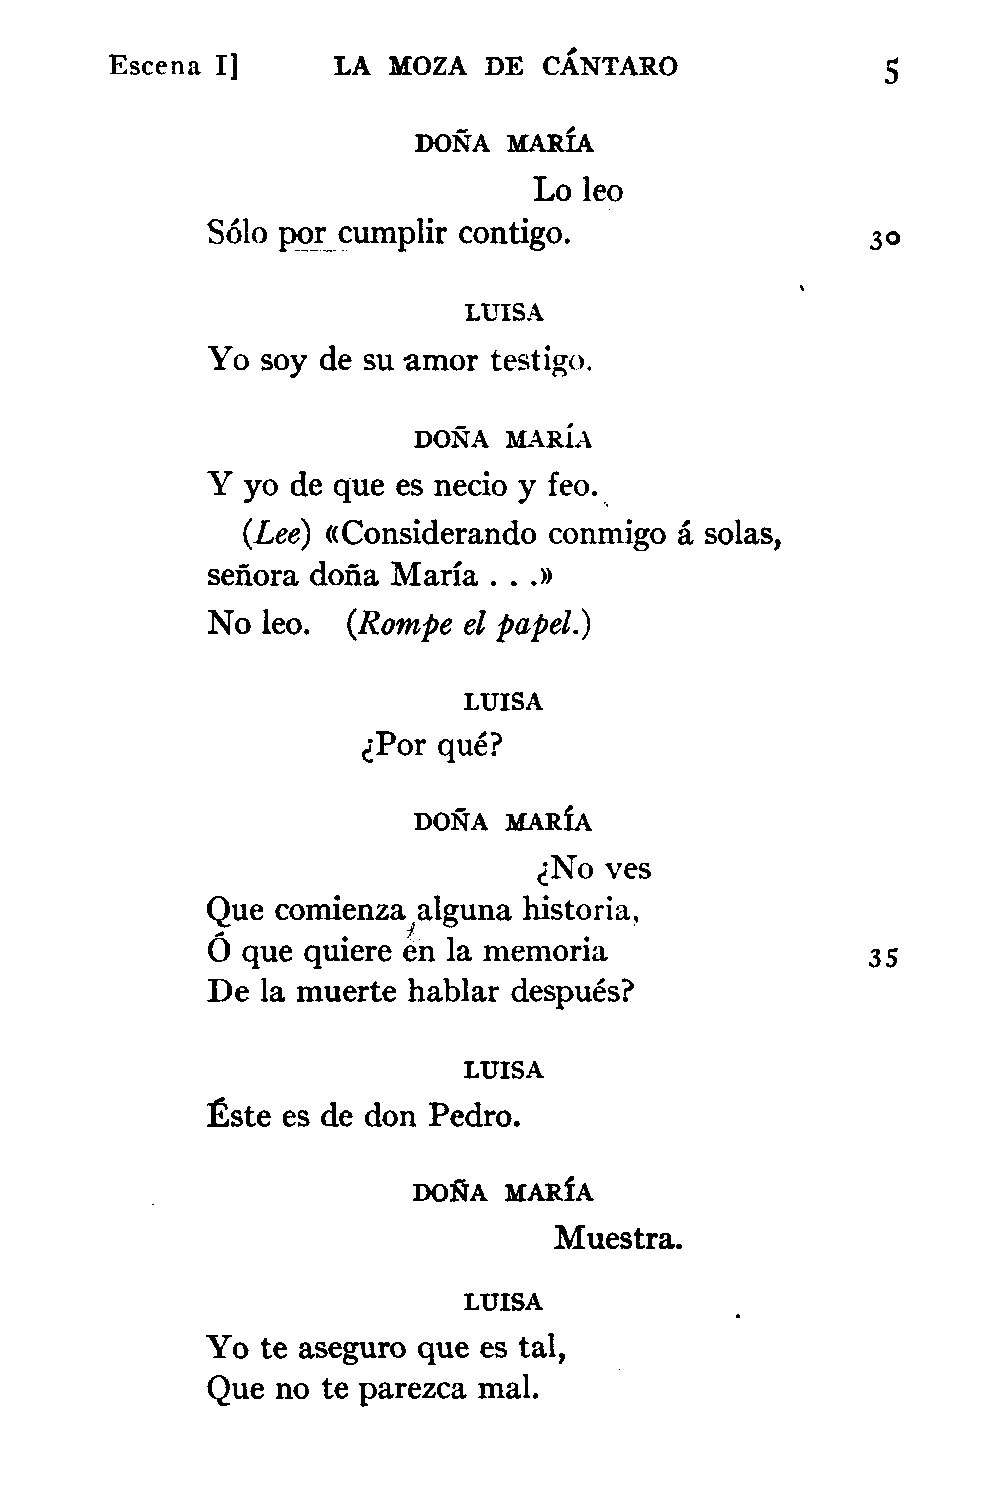 Escena I] LA MOZA DE CÁNTARO 5
DOÑA MARÍA
Lo leo
Sólo por cumplir contigo. 30
LUISA
Yo soy de su amor testigo.
DOÑA MARÍA
Y yo de que es necio y feo.
(Lee) «Considerando conmigo á solas,
señora doña María . . .»
No leo. (Rompe el papel.)
LUISA
¿Por qué?
DOÑA MARÍA
¿No ves
Que comienza alguna historia,
Ó que quiere en la memoria 35
De la muerte hablar después?
LUISA
Éste es de don Pedro.
DOÑA MARÍA
Muestra.
LUISA
Yo te aseguro que es tal,
Que no te parezca mal.